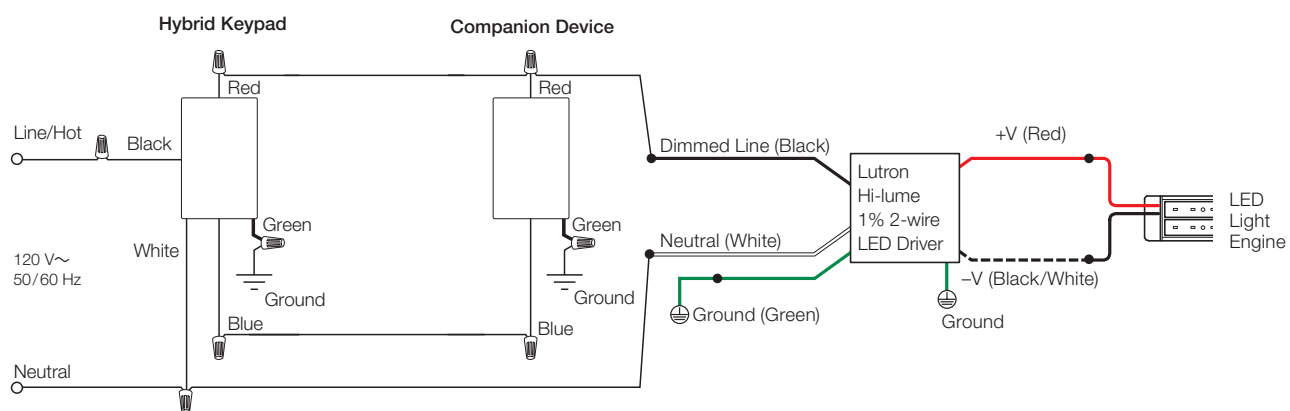 Hybrid Keypad
Companion Device
Red
Red
Line/Hot
Black
Dimmed Line (Black)
+V (Red)
Lutron
Hi-lume
1% 2-wire
LED Driver
LED
Light
Engine
Green
Green
White
Neutral (White)
120 V~
50/60 Hz
–V (Black/White)
Ground
Ground
Ground (Green)
Ground
Blue
Blue
Neutral